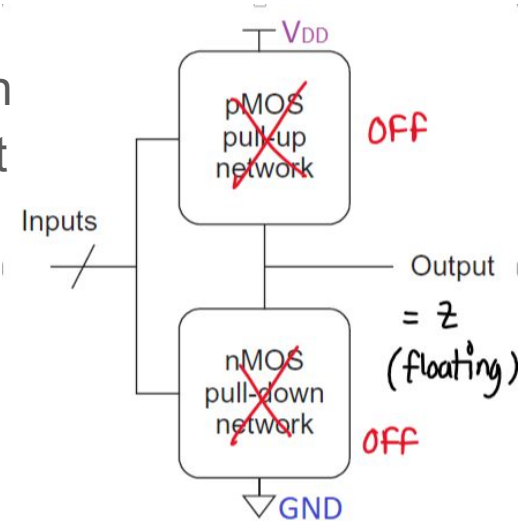 VDD
n
t
pMOS
pull-up
network
OFF
Inputs
Output
= Z
(floating)
nMOS
pull-down
network
OFF
GND